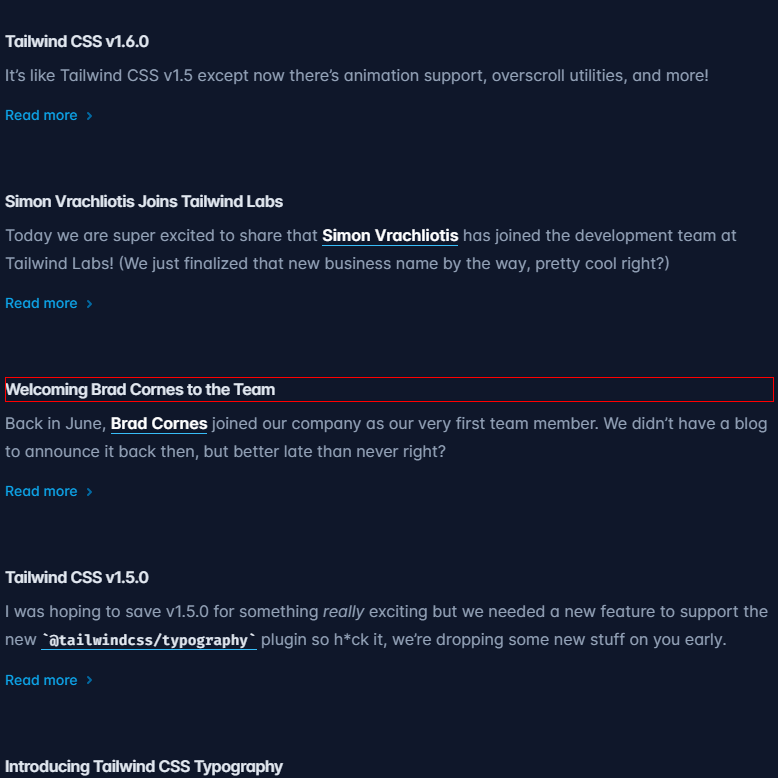 Tailwind CSS v1.6.0
It's like Tailwind CSS v1.5 except now there's animation support, overscroll utilities, and more!
Read more
Simon Vrachliotis Joins Tailwind Labs
Today we are super excited to share that Simon Vrachliotis has joined the development team at
Tailwind Labs! (We just finalized that new business name by the way, pretty cool right?)
Read more
Welcoming Brad Cornes to the Team
Back in June, Brad Cornes joined our company as our very first team member. We didn't have a blog
to announce it back then, but better late than never right?
Read more
Tailwind CSS v1.5.0
I was hoping to save v1.5.0 for something really exciting but we needed a new feature to support the
new `@tailwindcss/typography` plugin so h*ck it, we're dropping some new stuff on you early.
Read more
Introducing Tailwind CSS Typography